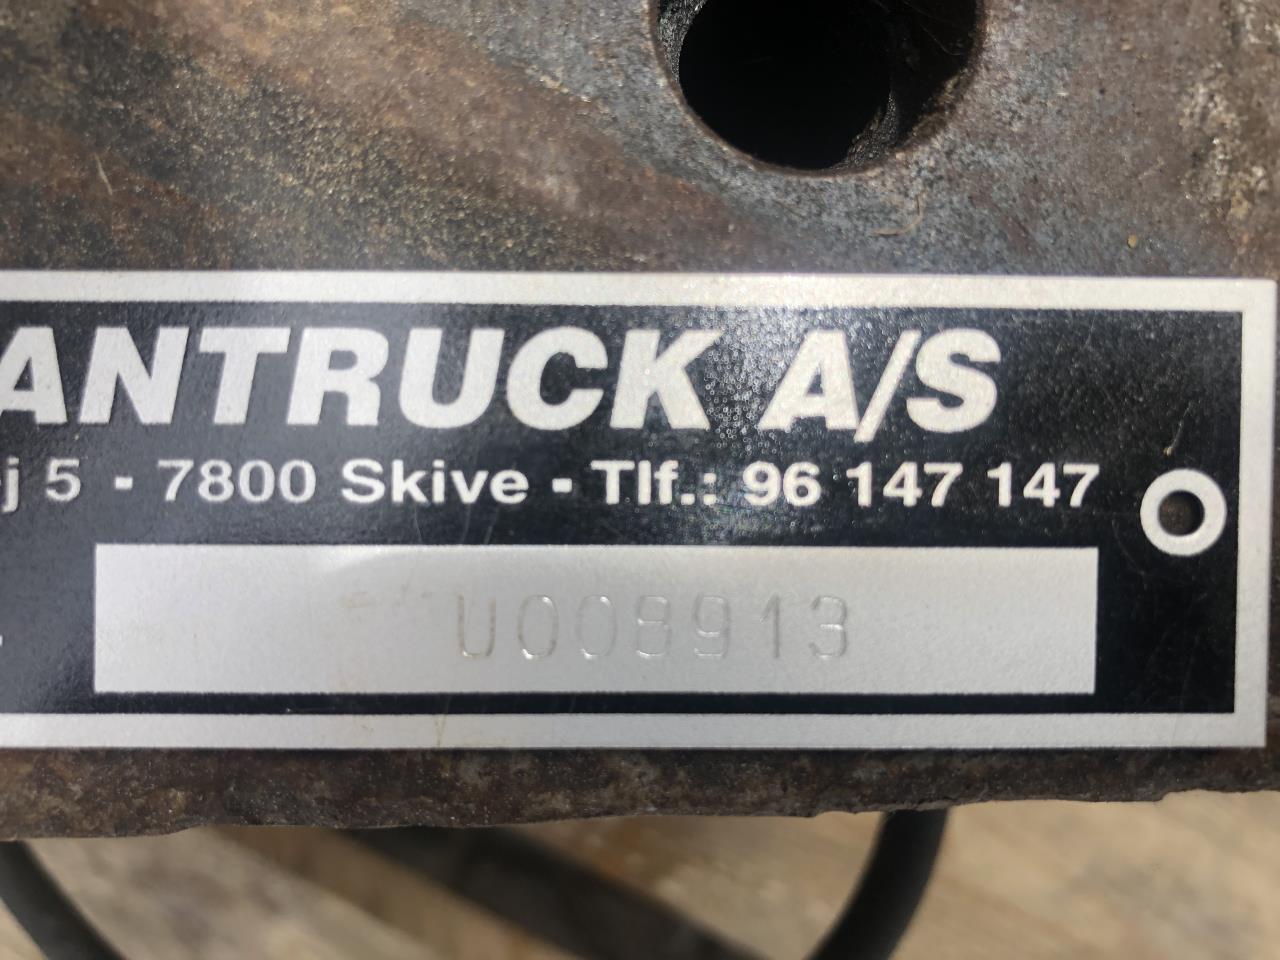 ANTRUCK A/S
j 5 - 7800 Skive - Tlf.: 96 147 147
U008913